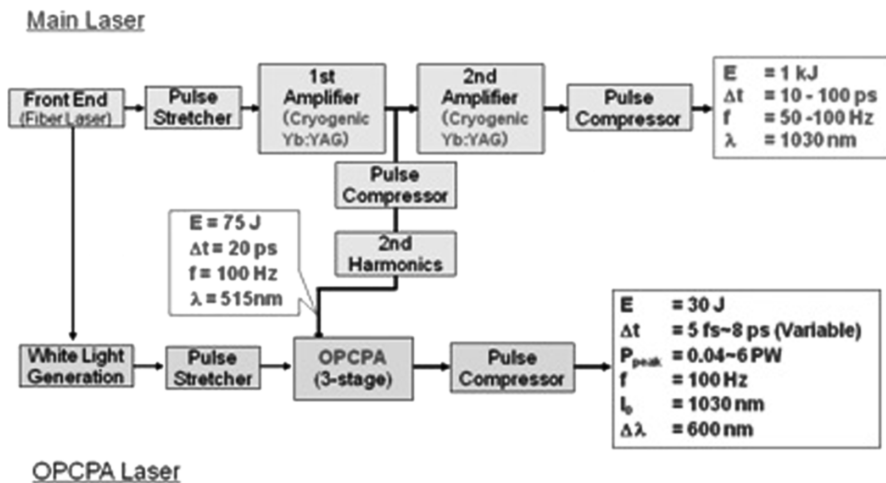 Main Laser
Front End
(Fiber Laser)
Pulse
Stretcher
1st
Amplifier
(Cryogenic
Yb:YAG)
2nd
Amplifier
(Cryogenic
Yb:YAG)
Pulse
Compressor
E = 1 kJ
Δt = 10 - 100 ps
f = 50 -100 Hz
λ = 1030 nm
Pulse
Compressor
2nd
Harmonics
E = 75 J
Δt = 20 ps
f = 100 Hz
λ = 515nm
White Light
Generation
Pulse
Stretcher
OPCPA
(3-stage)
Pulse
Compressor
E = 30 J
Δt = 5 fs~8 ps (Variable)
Ppeak = 0.04~6 PW
f = 100Hz
I0 = 1030 nm
Δλ = 600 nm
OPCPA Laser